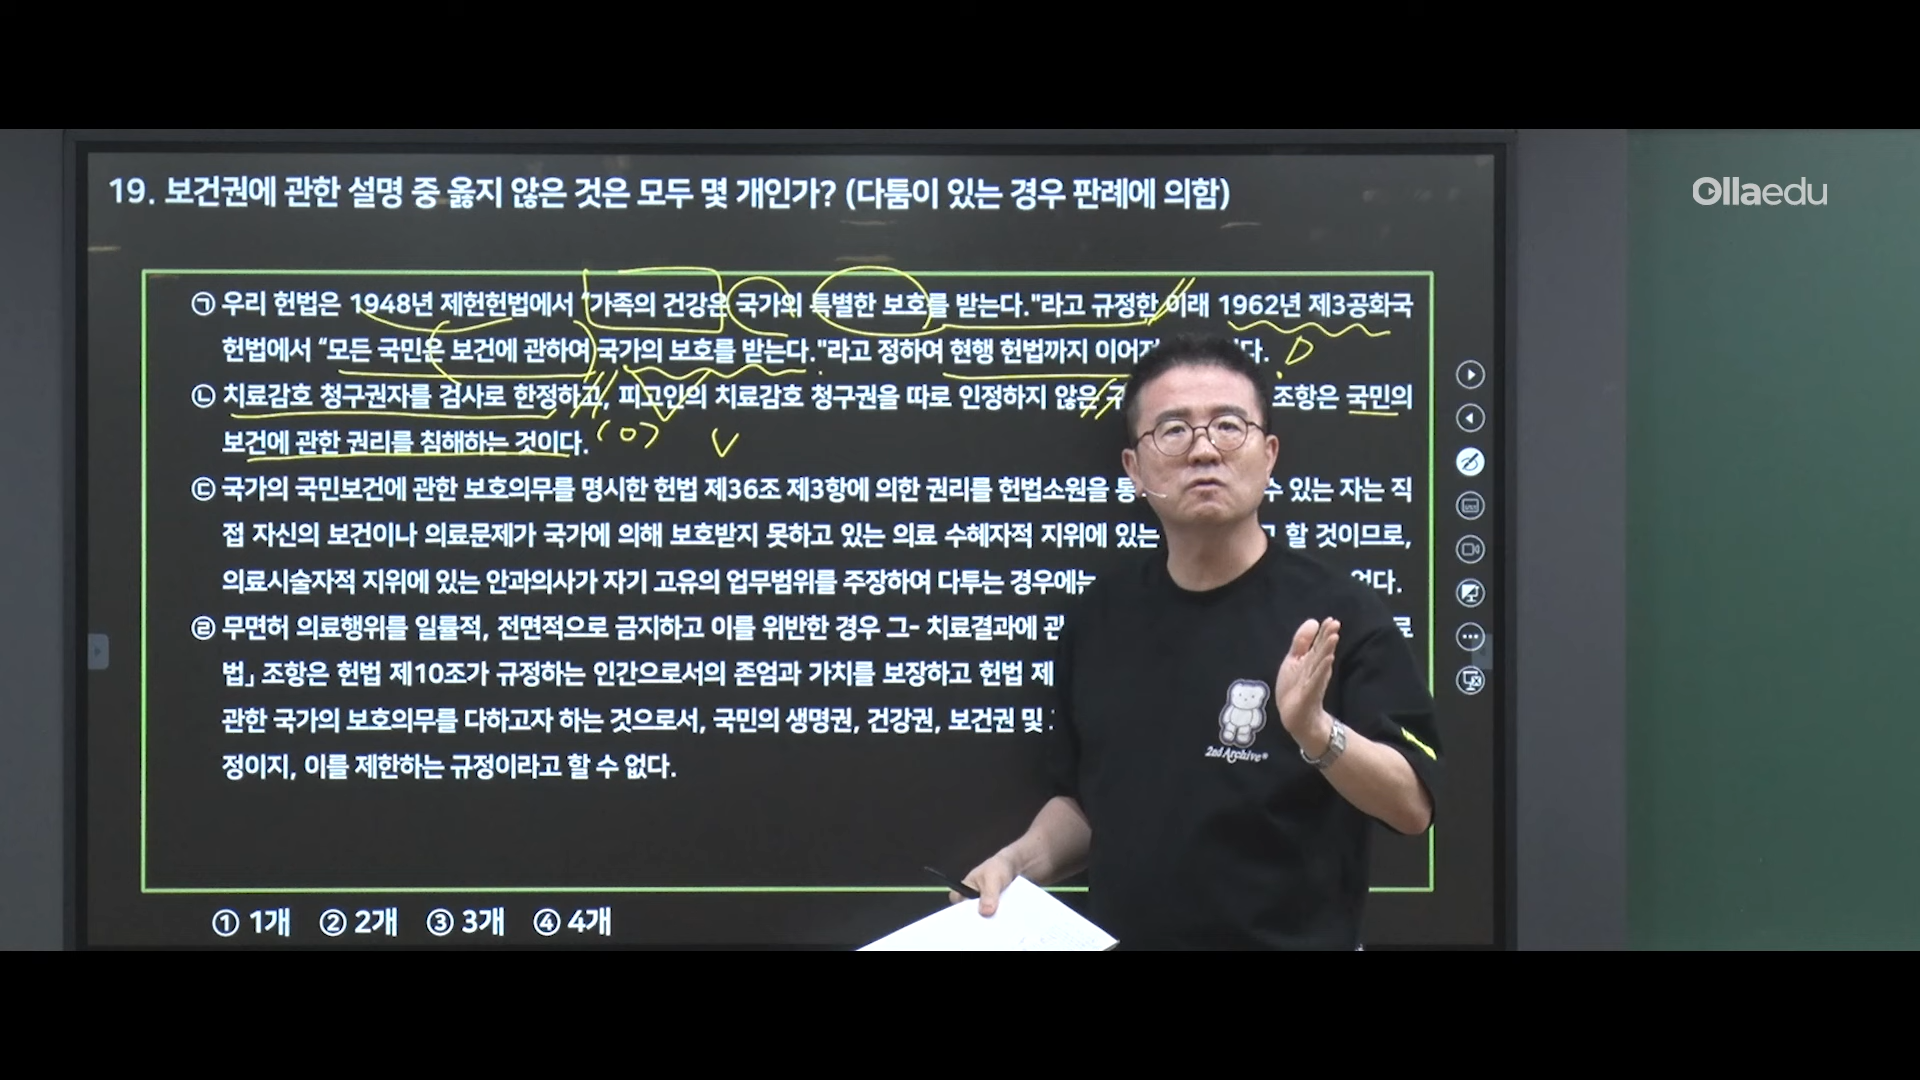 Ollaedu
19. 보건권에 관한 설명 중 옳지 않은 것은 모두 몇 개인가? (다툼이 있는 경우 판례에 의함)
㉠ 우리 헌법은 1948년 제헌헌법에서 "가족의 건강은 국가의 특별한 보호를 받는다."라고 규정한 이래 1962년 제3공화국
헌법에서 “모든 국민은 보건에 관하여 국가의 보호를 받는다."라고 정하여 현행 헌법까지 이어져 다.
㉡ 치료감호 청구권자를 검사로 한정하고, 피고인의 치료감호 청구권을 따로 인정하지 않은 조항은 국민의
보건에 관한 권리를 침해하는 것이다. (O)
㉢ 국가의 국민보건에 관한 보호의무를 명시한 헌법 제36조 제3항에 의한 권리를 헌법소원을 수 있는 자는 직
접 자신의 보건이나 의료문제가 국가에 의해 보호받지 못하고 있는 의료 수혜자적 지위에 있는 할 것이므로,
의료시술자적 지위에 있는 안과의사가 자기 고유의 업무범위를 주장하여 다투는 경우에는 없다.
㉣ 무면허 의료행위를 일률적, 전면적으로 금지하고 이를 위반한 경우 그- 치료결과에 관
법」 조항은 헌법 제10조가 규정하는 인간으로서의 존엄과 가치를 보장하고 헌법 제
관한 국가의 보호의무를 다하고자 하는 것으로서, 국민의 생명권, 건강권, 보건권 및
정이지, 이를 제한하는 규정이라고 할 수 없다.
① 1개 ② 2개 ③ 3개 ④ 4개
2nd Archive®